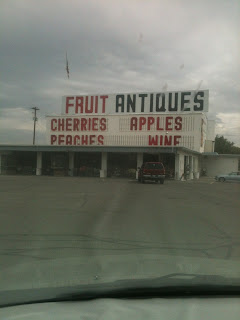 FRUIT ANTIQUES
CHERRIES APPLES
PEACHES WINE